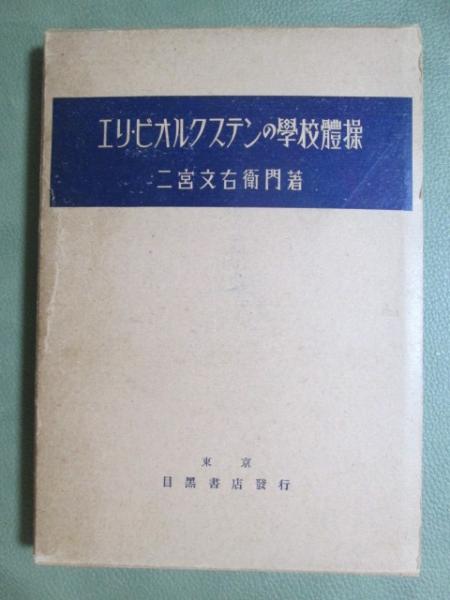 エリ・ビオルクステンの學校體操
二宮文右衛門著
東京
目黑書店發行